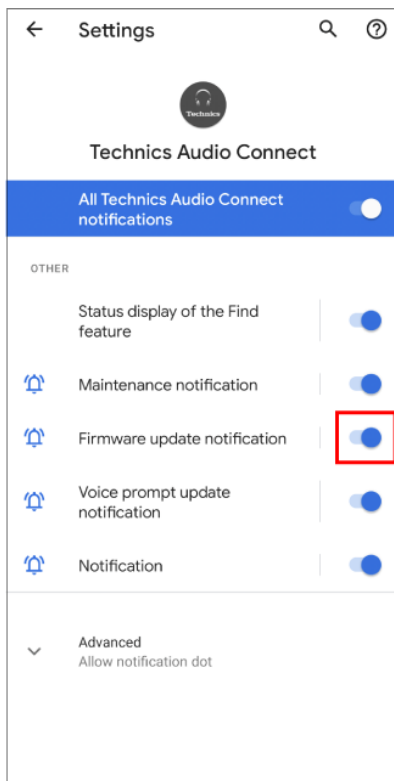 Settings
Technics
Technics Audio Connect
All Technics Audio Connect
notifications
OTHER
Status display of the Find
feature
Maintenance notification
Firmware update notification
Voice prompt update
notification
Notification
Advanced
Allow notification dot